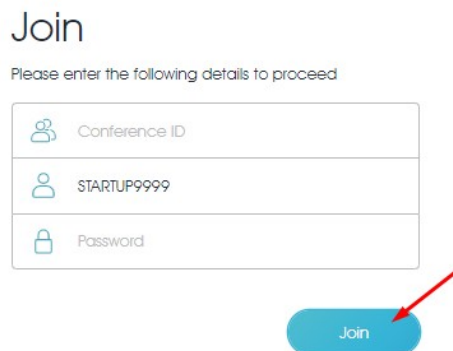 Join
Please enter the following details to proceed
Conference ID
STARTUP9999
Password
Join